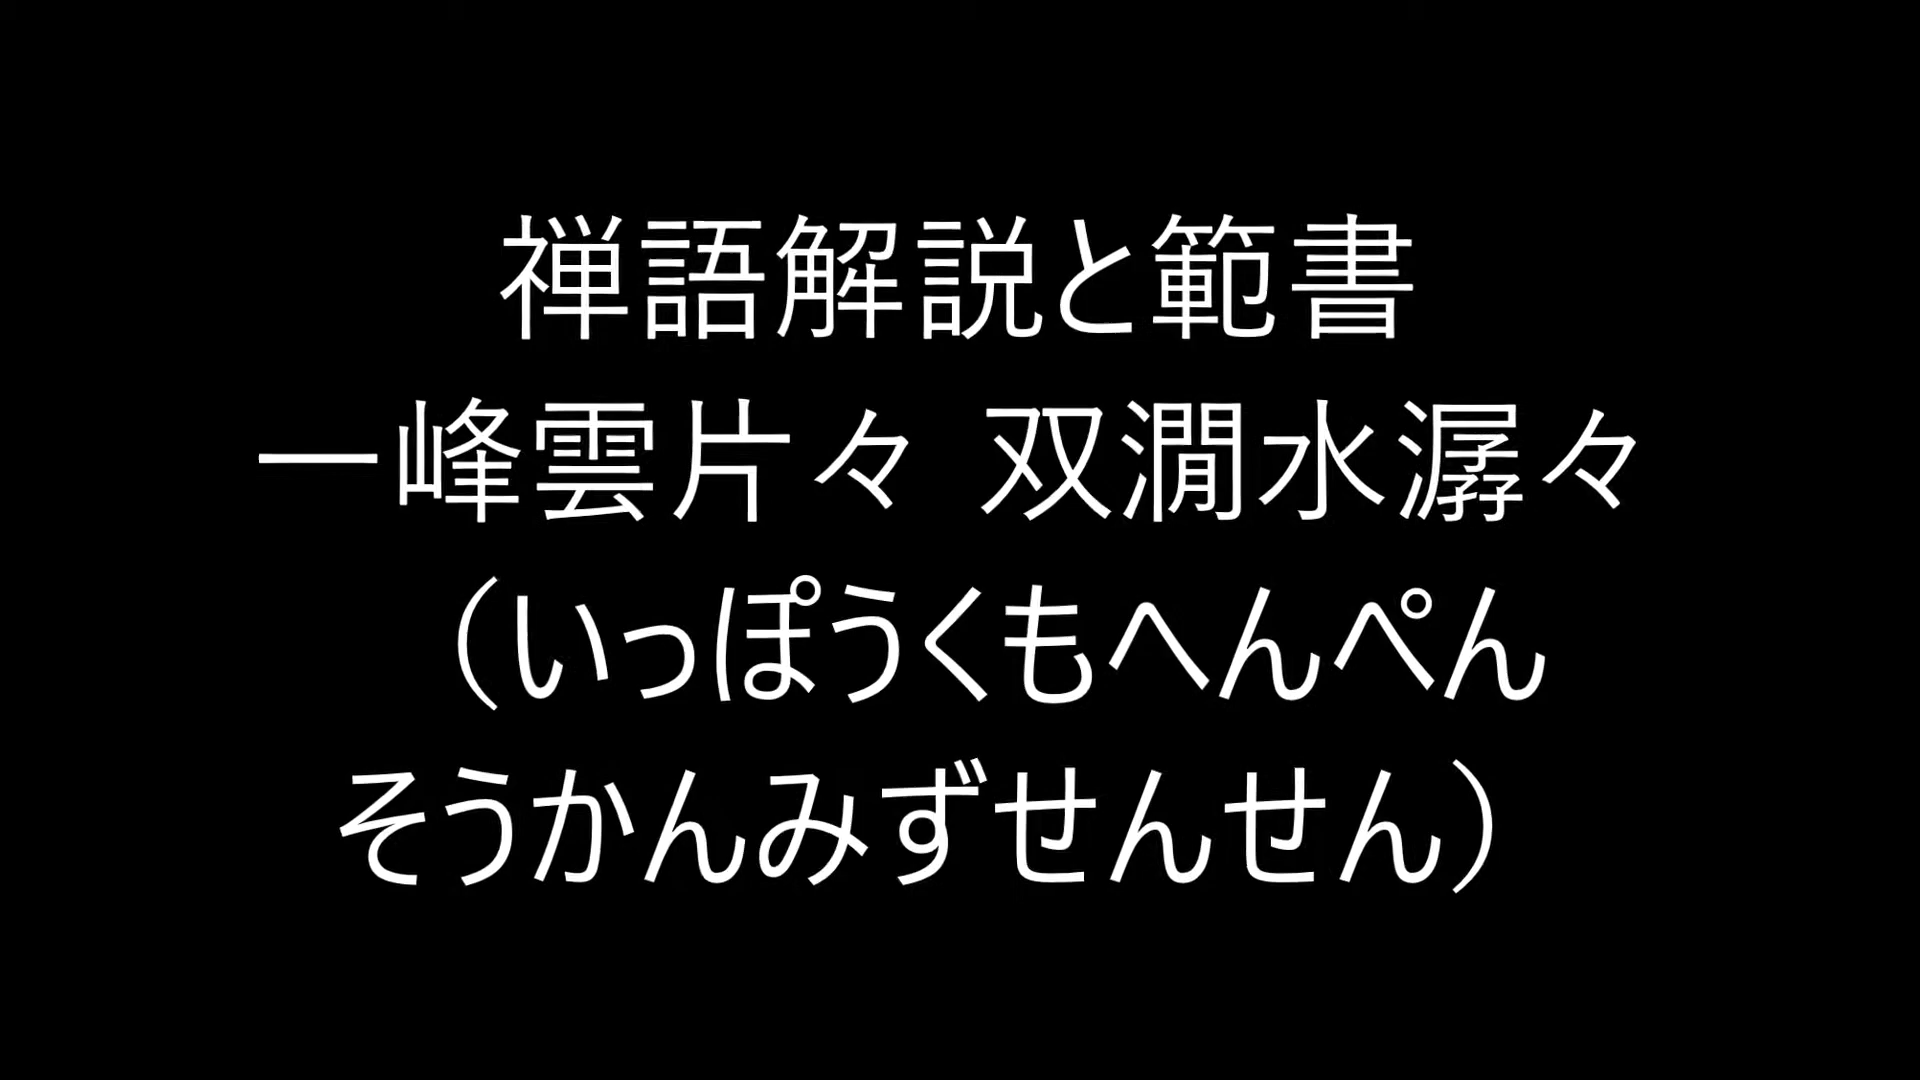 禅語解説と範書
一峰雲片々 双澗水潺々
（いっぽうくもへんぺん
そうかんみずせんせん）